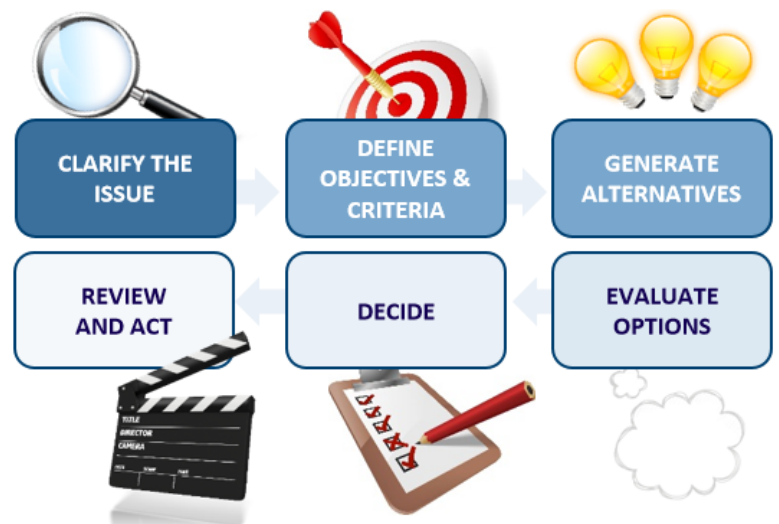 CLARIFY THE
ISSUE
DEFINE
OBJECTIVES &
CRITERIA
GENERATE
ALTERNATIVES
REVIEW
AND ACT
DECIDE
EVALUATE
OPTIONS
TITLE
DIRECTOR
CAMERA